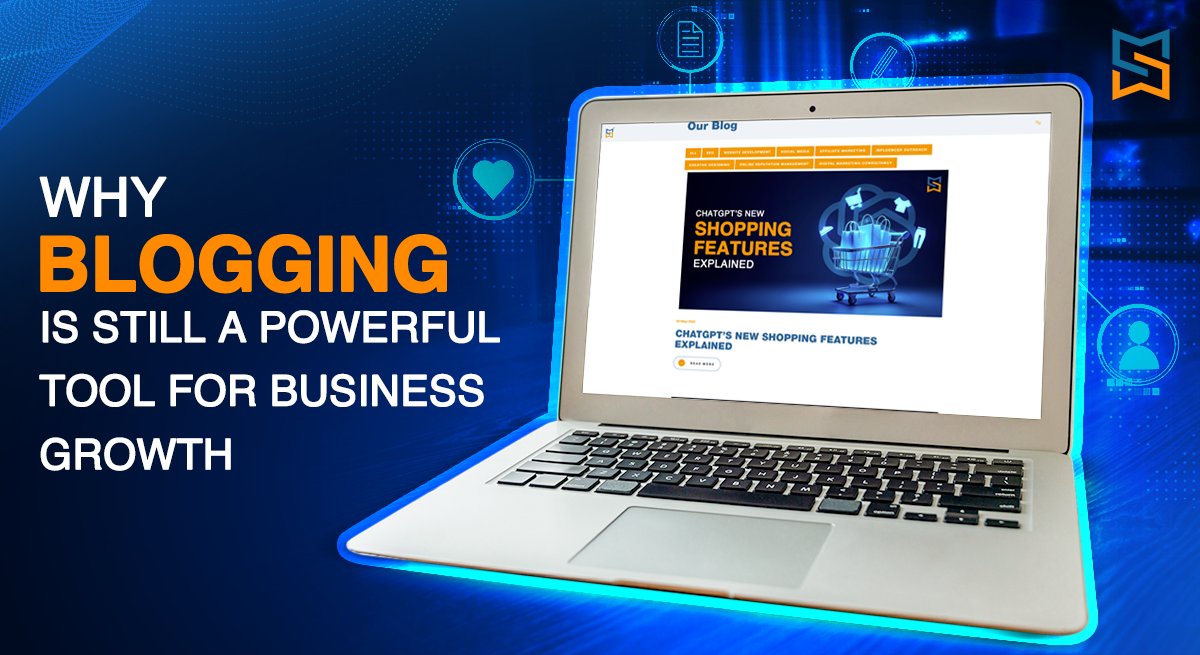 WHY
BLOGGING
IS STILL A POWERFUL
TOOL FOR BUSINESS
GROWTH
Our Blog
ALL SEO WEBSITE DEVELOPMENT SOCIAL MEDIA AFFILIATE MARKETING INFLUENCER OUTREACH
CREATIVE DESIGNING ONLINE REPUTATION MANAGEMENT DIGITAL MARKETING CONSULTANCY
CHATGPT'S NEW
SHOPPING
FEATURES
EXPLAINED
CHATGPT'S NEW SHOPPING FEATURES
EXPLAINED
READ MORE